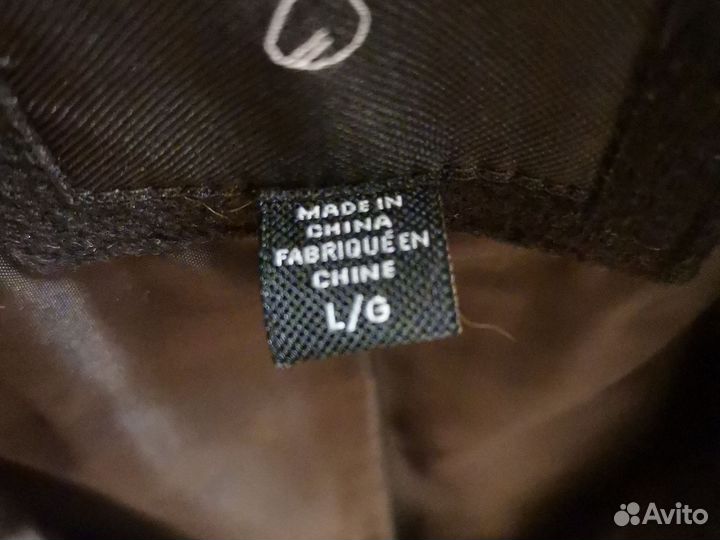 MADE IN
CHINA
FABRIQUÉ EN
CHINE
L/G
Avito